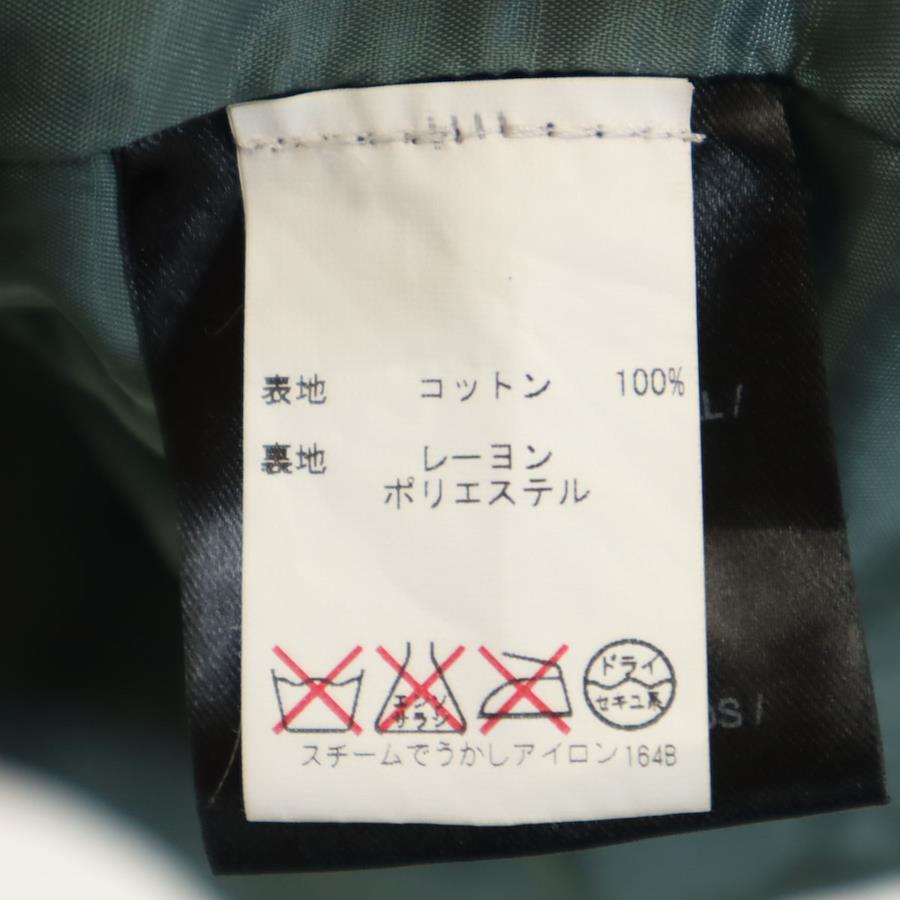 表地 コットン 100%
裏地 レーヨン
ポリエステル
エンソ
サラシ
ドライ
セキユ系
スチームでうかしアイロン164B